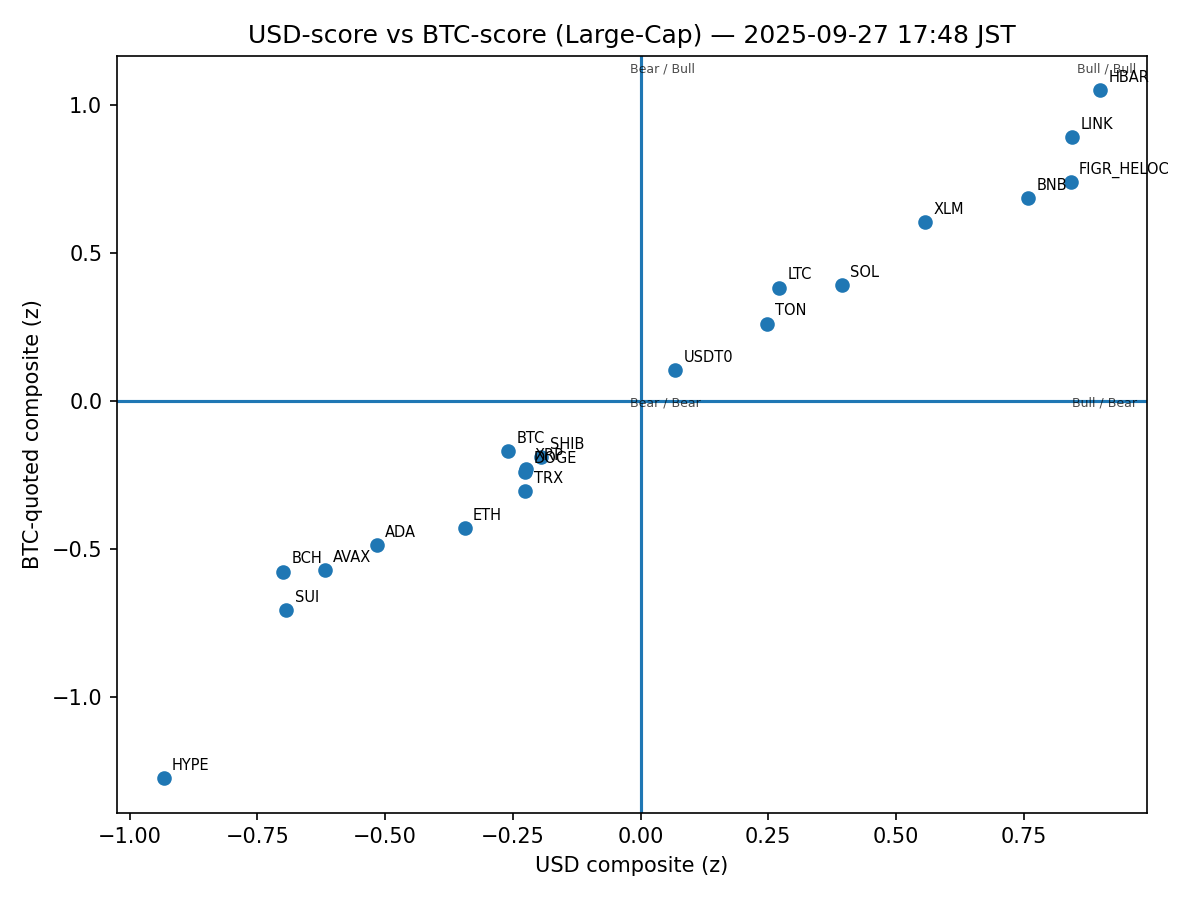 USD-score vs BTC-score (Large-Cap) — 2025-09-27 17:48 JST
Bear / Bull
Bull / Bull
HBAR
1.0
LINK
FIGR_HELOC
BNB
XLM
0.5
LTC
SOL
TON
USDT0
0.0
Bear / Bear
Bull / Bear
BTC
SHIB
XRP
DOGE
TRX
ETH
ADA
−0.5
BCH
AVAX
SUI
−1.0
HYPE
BTC-quoted composite (z)
−1.00
−0.75
−0.50
−0.25
0.00
0.25
0.50
0.75
USD composite (z)